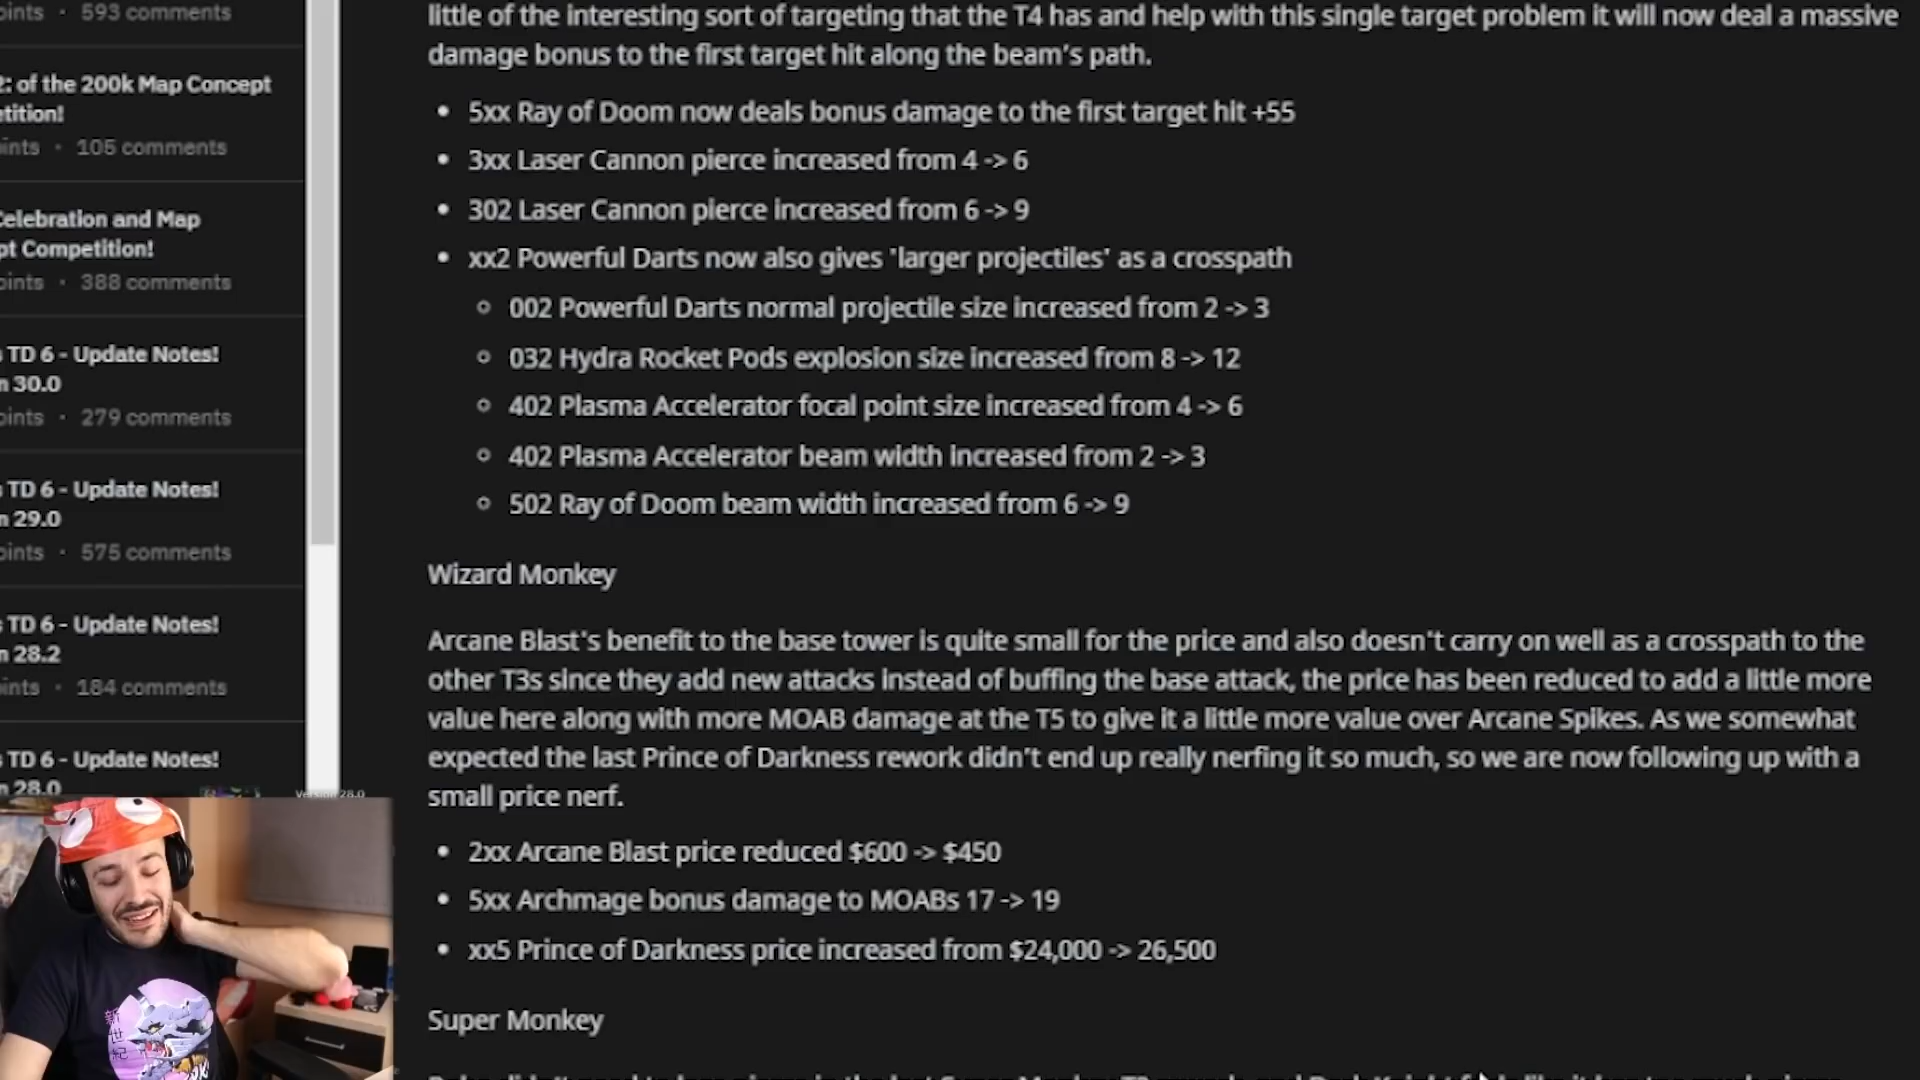 oints · 593 comments
2: of the 200k Map Concept
etition!
oints · 105 comments
Celebration and Map
pt Competition!
oints · 388 comments
s TD 6 - Update Notes!
n 30.0
oints · 279 comments
s TD 6 - Update Notes!
n 29.0
oints · 575 comments
s TD 6 - Update Notes!
n 28.2
oints · 184 comments
s TD 6 - Update Notes!
n 28.0
Version 28.0
little of the interesting sort of targeting that the T4 has and help with this single target problem it will now deal a massive
damage bonus to the first target hit along the beam's path.
• 5xx Ray of Doom now deals bonus damage to the first target hit +55
• 3xx Laser Cannon pierce increased from 4 -> 6
• 302 Laser Cannon pierce increased from 6 -> 9
• xx2 Powerful Darts now also gives 'larger projectiles' as a crosspath
◦ 002 Powerful Darts normal projectile size increased from 2 -> 3
◦ 032 Hydra Rocket Pods explosion size increased from 8 -> 12
◦ 402 Plasma Accelerator focal point size increased from 4 -> 6
◦ 402 Plasma Accelerator beam width increased from 2 -> 3
◦ 502 Ray of Doom beam width increased from 6 -> 9
Wizard Monkey
Arcane Blast's benefit to the base tower is quite small for the price and also doesn't carry on well as a crosspath to the
other T3s since they add new attacks instead of buffing the base attack, the price has been reduced to add a little more
value here along with more MOAB damage at the T5 to give it a little more value over Arcane Spikes. As we somewhat
expected the last Prince of Darkness rework didn't end up really nerfing it so much, so we are now following up with a
small price nerf.
• 2xx Arcane Blast price reduced $600 -> $450
• 5xx Archmage bonus damage to MOABs 17 -> 19
• xx5 Prince of Darkness price increased from $24,000 -> 26,500
Super Monkey
新世紀